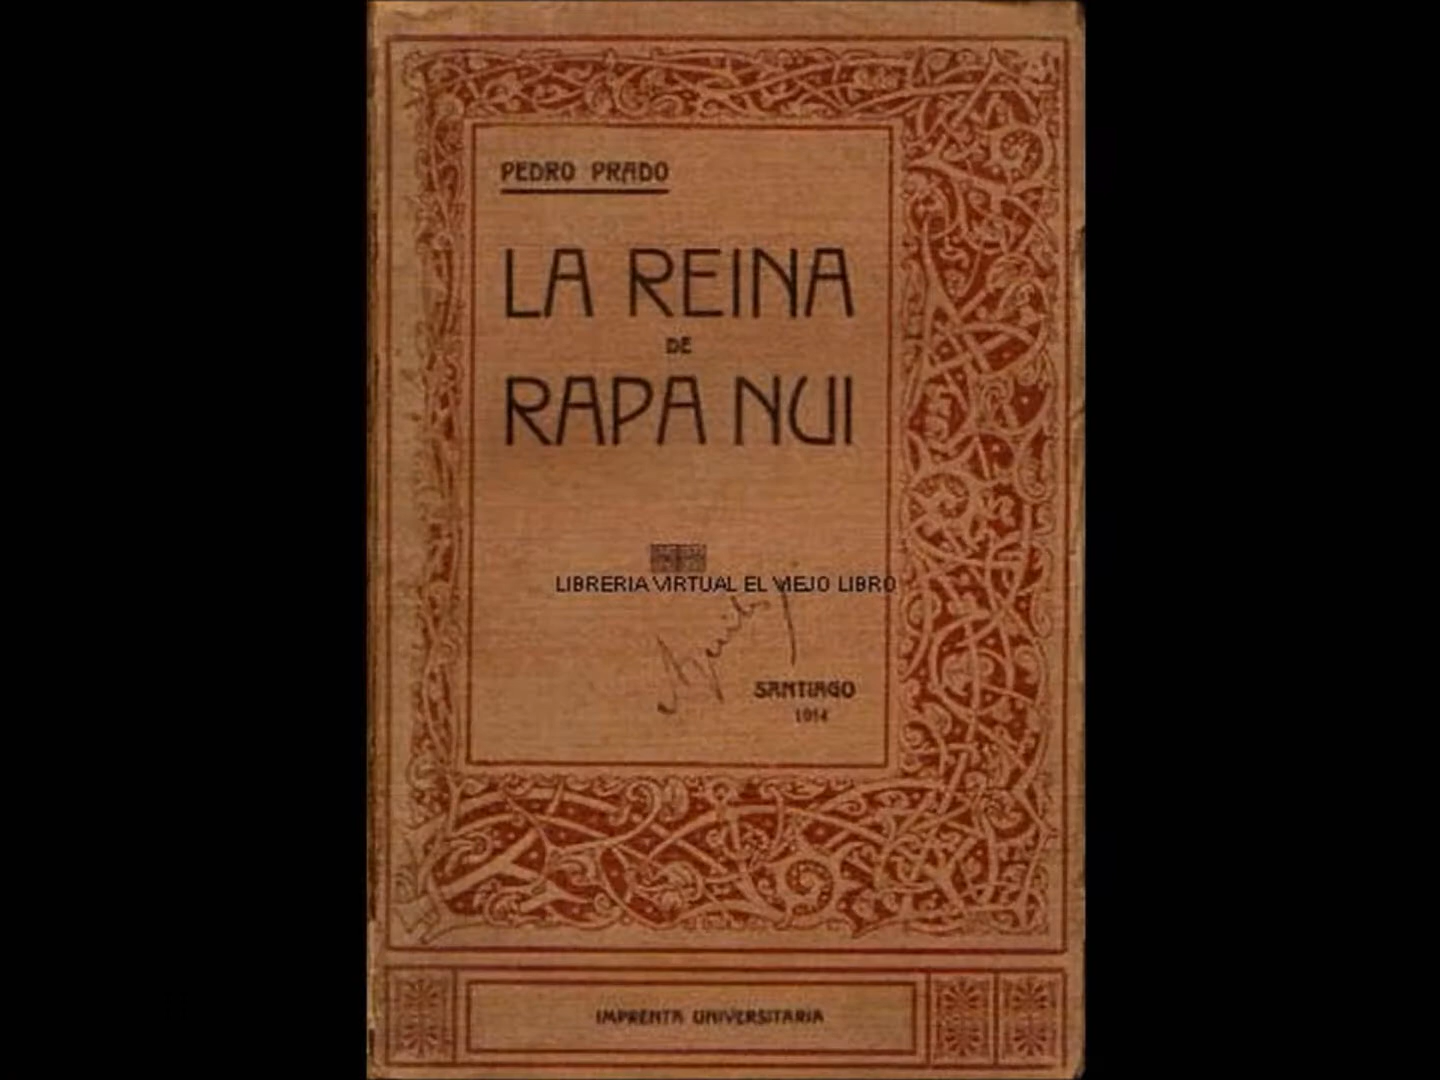 PEDRO PRADO
LA REINA
DE
RAPA NUI
LIBRERIA VIRTUAL EL VIEJO LIBRO
SANTIAGO
1914
IMPRENTA UNIVERSITARIA